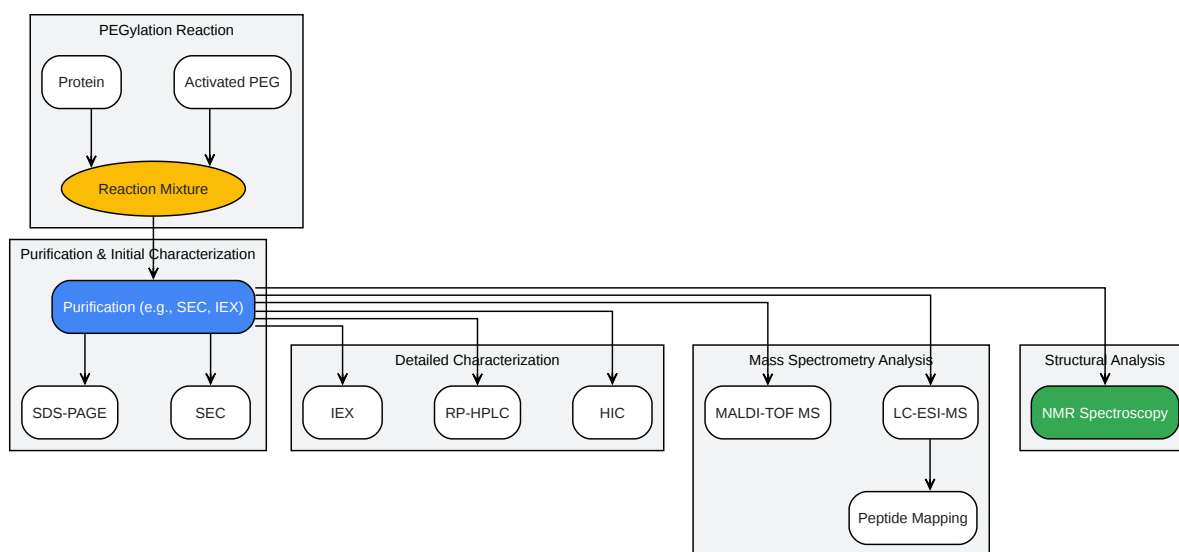 PEGylation Reaction
Protein
Activated PEG
Reaction Mixture
Purification & Initial Characterization
Purification (e.g., SEC, IEX)
SDS-PAGE
SEC
Detailed Characterization
IEX
RP-HPLC
HIC
Mass Spectrometry Analysis
MALDI-TOF MS
LC-ESI-MS
Peptide Mapping
Structural Analysis
NMR Spectroscopy